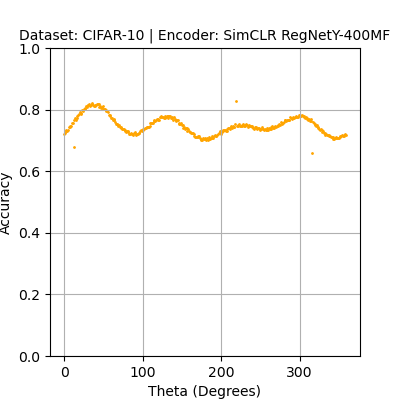 Dataset: CIFAR-10 | Encoder: SimCLR RegNetY-400MF
1.0
0.8
0.6
0.4
0.2
0.0
Accuracy
0 100 200 300
Theta (Degrees)